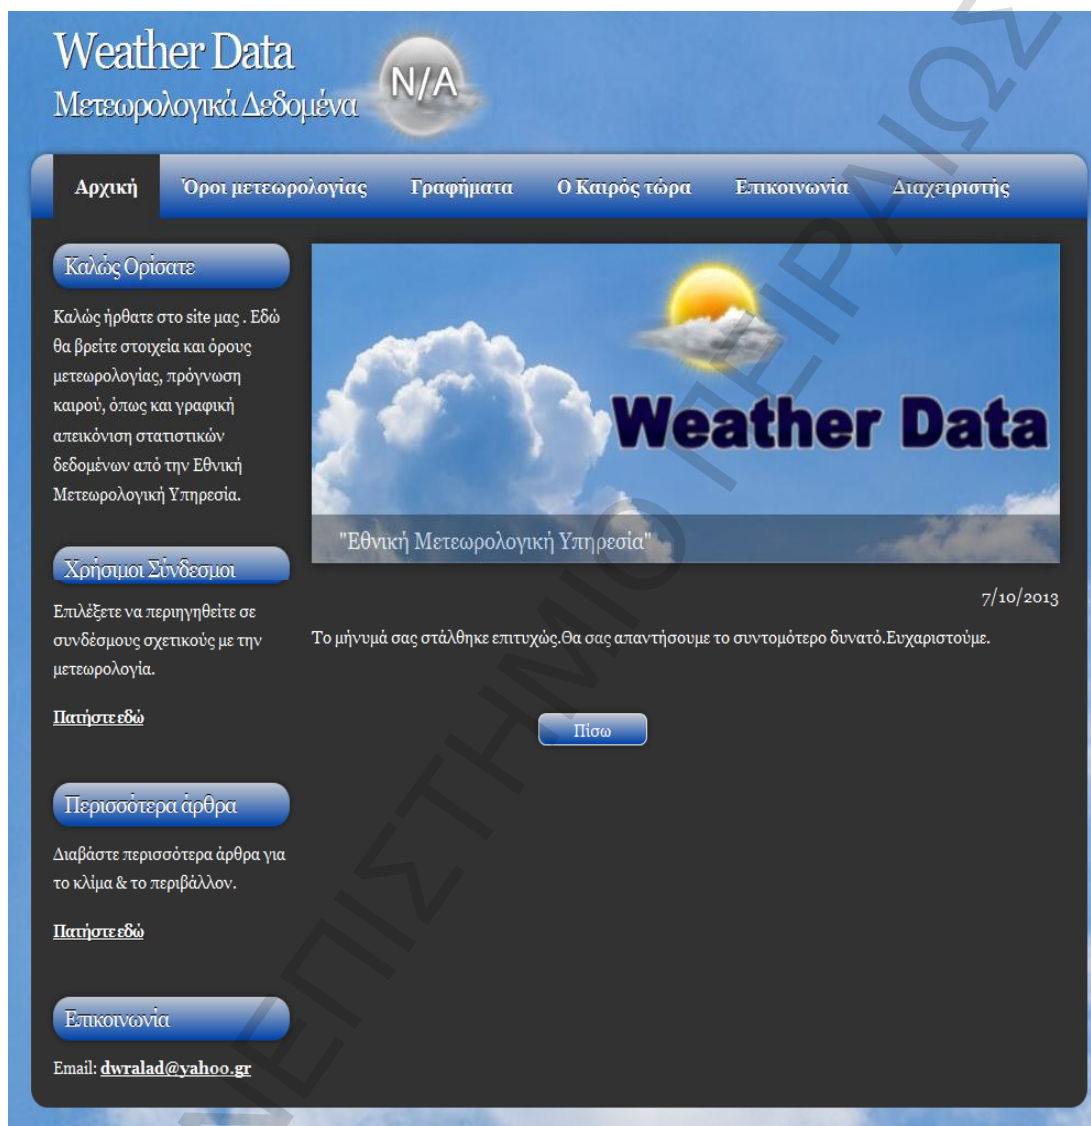 Weather Data
Μετεωρολογικά Δεδομένα
N/A
Αρχική Όροι μετεωρολογίας Γραφήματα Ο Καιρός τώρα Επικοινωνία Διαχειριστής
Καλώς Ορίσατε
Καλώς ήρθατε στο site μας . Εδώ
θα βρείτε στοιχεία και όρους
μετεωρολογίας, πρόγνωση
καιρού, όπως και γραφική
απεικόνιση στατιστικών
δεδομένων από την Εθνική
Μετεωρολογική Υπηρεσία.
Χρήσιμοι Σύνδεσμοι
Επιλέξετε να περιηγηθείτε σε
συνδέσμους σχετικούς με την
μετεωρολογία.
Πατήστε εδώ
Περισσότερα άρθρα
Διαβάστε περισσότερα άρθρα για
το κλίμα & το περιβάλλον.
Πατήστε εδώ
Επικοινωνία
Email: dwralad@yahoo.gr
Weather Data
"Εθνική Μετεωρολογική Υπηρεσία"
7/10/2013
Το μήνυμά σας στάλθηκε επιτυχώς.Θα σας απαντήσουμε το συντομότερο δυνατό.Ευχαριστούμε.
Πίσω
ΝΕΠΙΣΤΗΜΙΟ ΠΕΙΡΑΙΩΣ